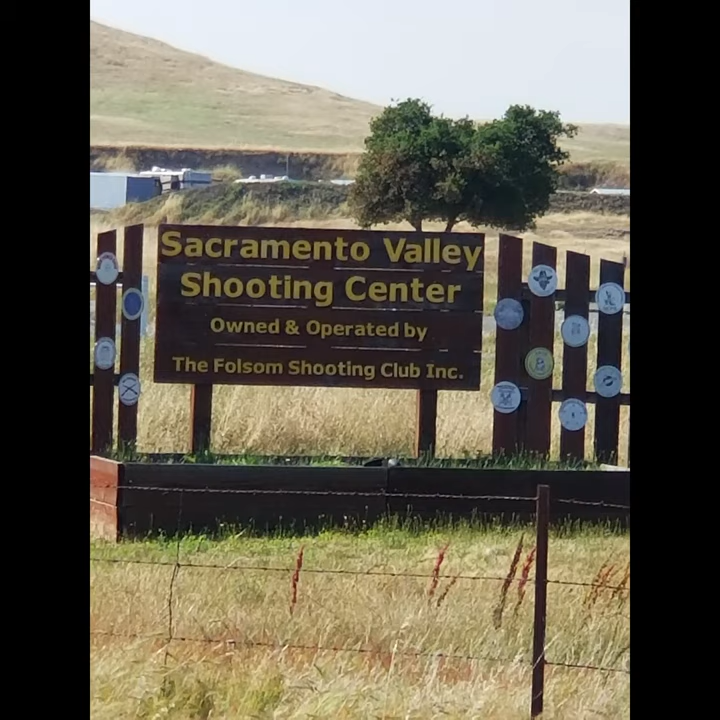 Sacramento Valley
Shooting Center
Owned & Operated by
The Folsom Shooting Club Inc.